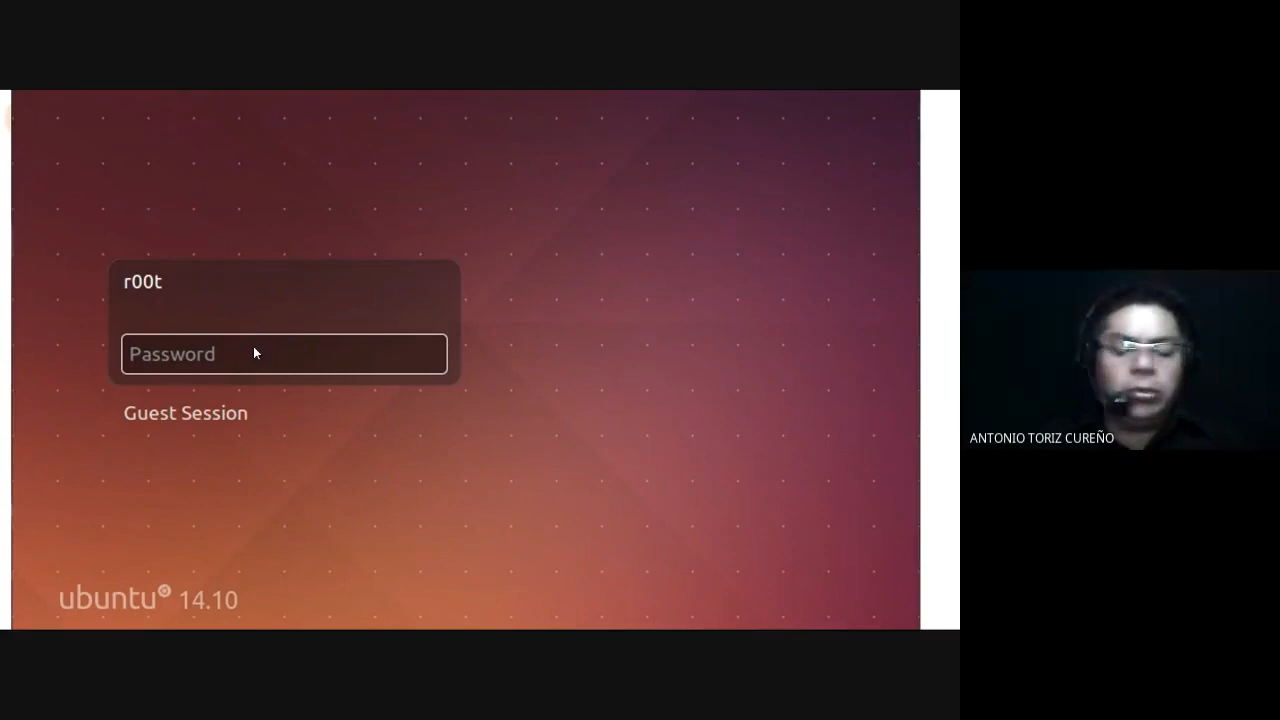 r00t
Password
Guest Session
ubuntu 14.10
ANTONIO TORIZ CUREÑO